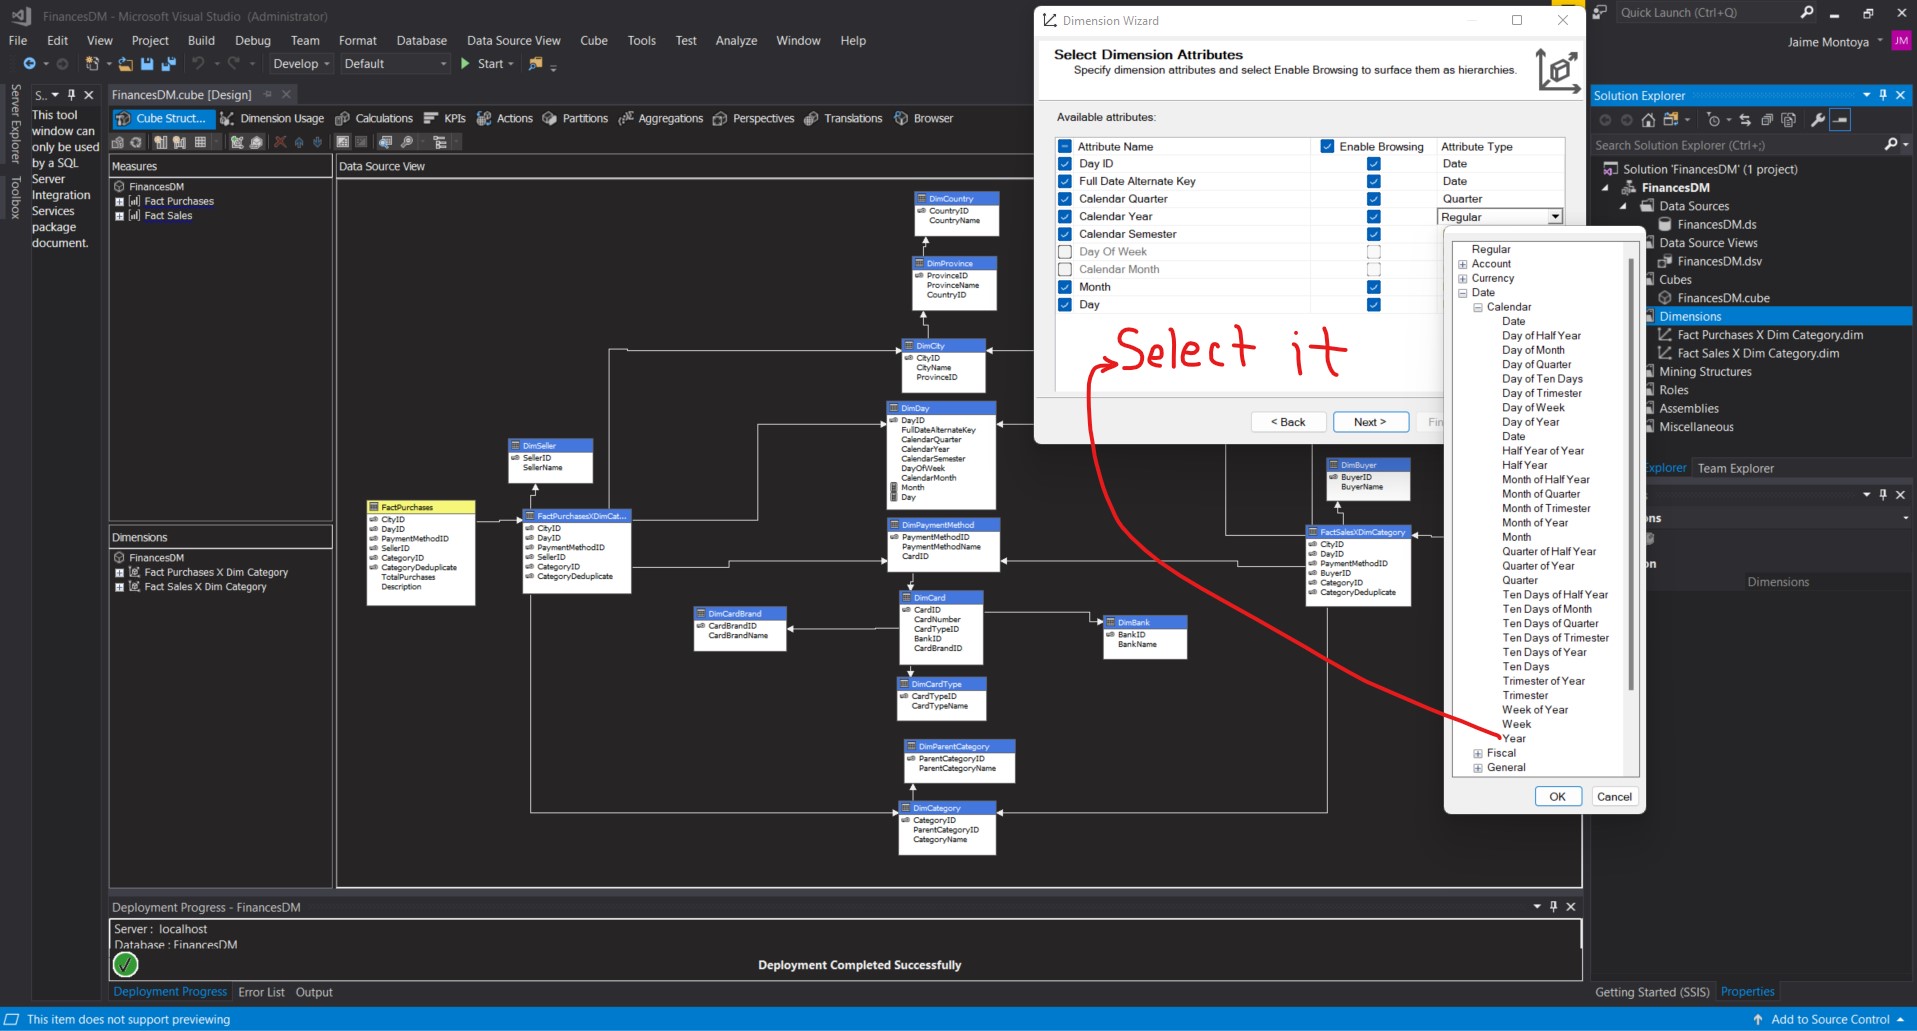 FinancesDM - Microsoft Visual Studio (Administrator)
Quick Launch (Ctrl+Q)
File Edit View Project Build Debug Team Format Database Data Source View Cube Tools Test Analyze Window Help
Jaime Montoya JM
Develop Default Start
Server Explorer
Toolbox
S..
This tool
window can
only be used
by a SQL
Server
Integration
Services
package
document.
FinancesDM.cube [Design]
Cube Struct... Dimension Usage Calculations KPIs Actions Partitions Aggregations Perspectives Translations Browser
Measures
FinancesDM
Fact Purchases
Fact Sales
Dimensions
FinancesDM
Fact Purchases X Dim Category
Fact Sales X Dim Category
Data Source View
DimCountry
CountryID
CountryName
DimProvince
ProvinceID
ProvinceName
CountryID
DimCity
CityID
CityName
ProvinceID
DimDay
DayID
FullDateAlternateKey
CalendarQuarter
CalendarYear
CalendarSemester
DayOfWeek
CalendarMonth
Month
Day
DimSeller
SellerID
SellerName
FactPurchases
CityID
DayID
PaymentMethodID
SellerID
CategoryID
CategoryDeduplicate
TotalPurchases
Description
FactPurchasesXDimCat...
CityID
DayID
PaymentMethodID
SellerID
CategoryID
CategoryDeduplicate
DimPaymentMethod
PaymentMethodID
PaymentMethodName
CardID
DimCard
CardID
CardNumber
CardTypeID
BankID
CardBrandID
DimCardBrand
CardBrandID
CardBrandName
DimBank
BankID
BankName
DimCardType
CardTypeID
CardTypeName
DimParentCategory
ParentCategoryID
ParentCategoryName
DimCategory
CategoryID
ParentCategoryID
CategoryName
DimBuyer
BuyerID
BuyerName
FactSalesXDimCategory
CityID
DayID
PaymentMethodID
BuyerID
CategoryID
CategoryDeduplicate
Dimension Wizard
Select Dimension Attributes
Specify dimension attributes and select Enable Browsing to surface them as hierarchies.
Available attributes:
Attribute Name Enable Browsing Attribute Type
Day ID Date
Full Date Alternate Key Date
Calendar Quarter Quarter
Calendar Year Regular
Calendar Semester
Day Of Week
Calendar Month
Month
Day
Select it
< Back Next > Fin
Regular
Account
Currency
Date
Calendar
Date
Day of Half Year
Day of Month
Day of Quarter
Day of Ten Days
Day of Trimester
Day of Week
Day of Year
Date
Half Year of Year
Half Year
Month of Half Year
Month of Quarter
Month of Trimester
Month of Year
Month
Quarter of Half Year
Quarter of Year
Quarter
Ten Days of Half Year
Ten Days of Month
Ten Days of Quarter
Ten Days of Trimester
Ten Days of Year
Ten Days
Trimester of Year
Trimester
Week of Year
Week
Year
Fiscal
General
OK Cancel
Solution Explorer
Search Solution Explorer (Ctrl+;)
Solution 'FinancesDM' (1 project)
FinancesDM
Data Sources
FinancesDM.ds
Data Source Views
FinancesDM.dsv
Cubes
FinancesDM.cube
Dimensions
Fact Purchases X Dim Category.dim
Fact Sales X Dim Category.dim
Mining Structures
Roles
Assemblies
Miscellaneous
Explorer Team Explorer
ons
on Dimensions
Getting Started (SSIS) Properties
Deployment Progress - FinancesDM
Server : localhost
Database : FinancesDM
Deployment Completed Successfully
Deployment Progress Error List Output
This item does not support previewing
Add to Source Control